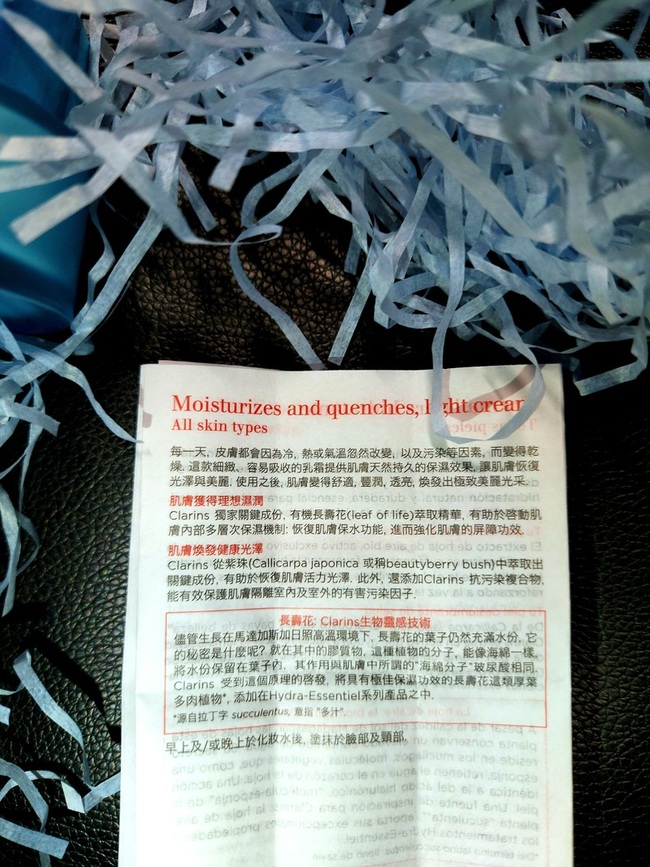 Moisturizes and quenches, light cream
All skin types
每一天, 皮膚都會因為冷, 熱或氣溫忽然改變, 以及污染等因素, 而變得乾
燥. 這款細緻、容易吸收的乳霜提供肌膚天然持久的保濕效果, 讓肌膚恢復
光澤與美麗. 使用之後, 肌膚變得舒適, 豐潤, 透亮, 煥發出極致美麗光采.
肌膚獲得理想濕潤
Clarins 獨家關鍵成份, 有機長壽花(leaf of life)萃取精華, 有助於啓動肌
膚內部多層次保濕機制: 恢復肌膚保水功能, 進而強化肌膚的屏障功效.
肌膚煥發健康光澤
Clarins 從紫珠(Callicarpa japonica 或稱beautyberry bush)中萃取出
關鍵成份, 有助於恢復肌膚活力光澤. 此外, 還添加Clarins 抗污染複合物,
能有效保護肌膚隔離室內及室外的有害污染因子.
長壽花: Clarins生物靈感技術
儘管生長在馬達加斯加日照高溫環境下, 長壽花的葉子仍然充滿水份, 它
的秘密是什麼呢? 就在其中的膠質物, 這種植物的分子, 能像海綿一樣,
將水份保留在葉子內. 其作用與肌膚中所謂的"海綿分子"玻尿酸相同.
Clarins 受到這個原理的啓發, 將具有極佳保濕功效的長壽花這類厚葉
多肉植物*, 添加在Hydra-Essentiel系列產品之中.
*源自拉丁字 succulentus, 意指 "多汁".
早上及/或晚上於化妝水後, 塗抹於臉部及頸部.